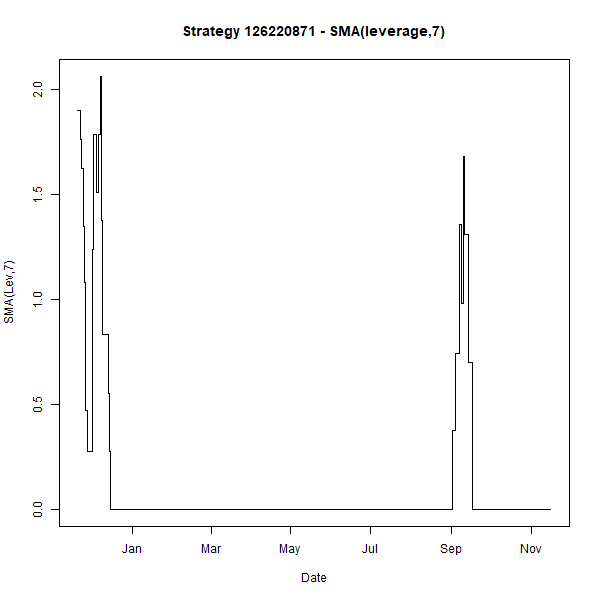 Strategy 126220871 - SMA(leverage,7)
SMA(Lev,7)
2.0
1.5
1.0
0.5
0.0
Jan Mar May Jul Sep Nov
Date